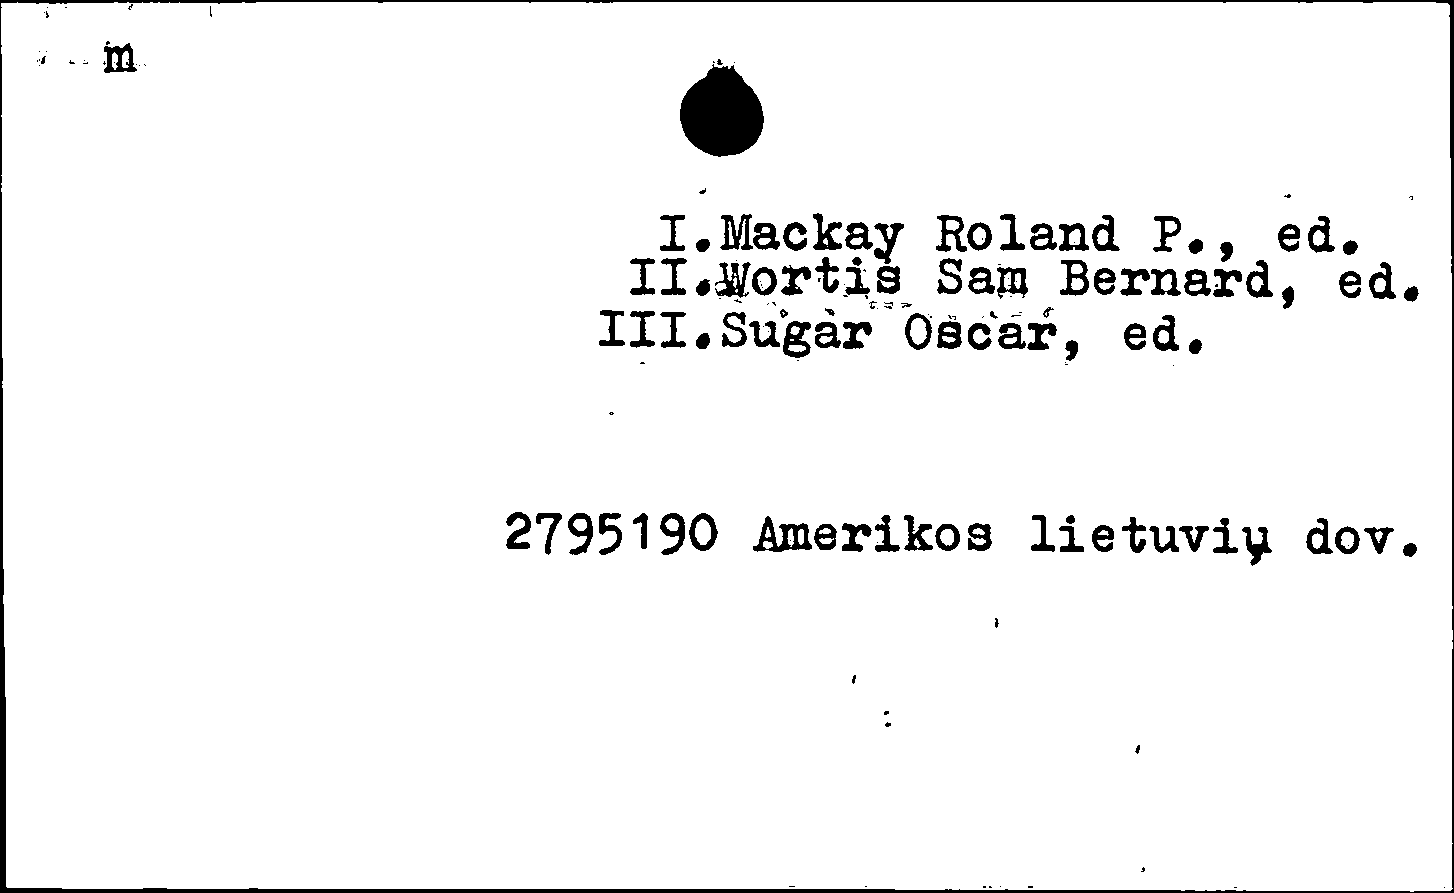 m
I.Mackay Roland P., ed.
II.Wortis Sam Bernard, ed.
III.Sugar Oscar, ed.
2795190 Amerikos lietuvių dov.